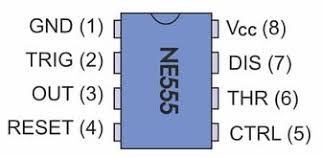 GND (1)
TRIG (2)
OUT (3)
RESET (4)
NE555
Vcc (8)
DIS (7)
THR (6)
CTRL (5)